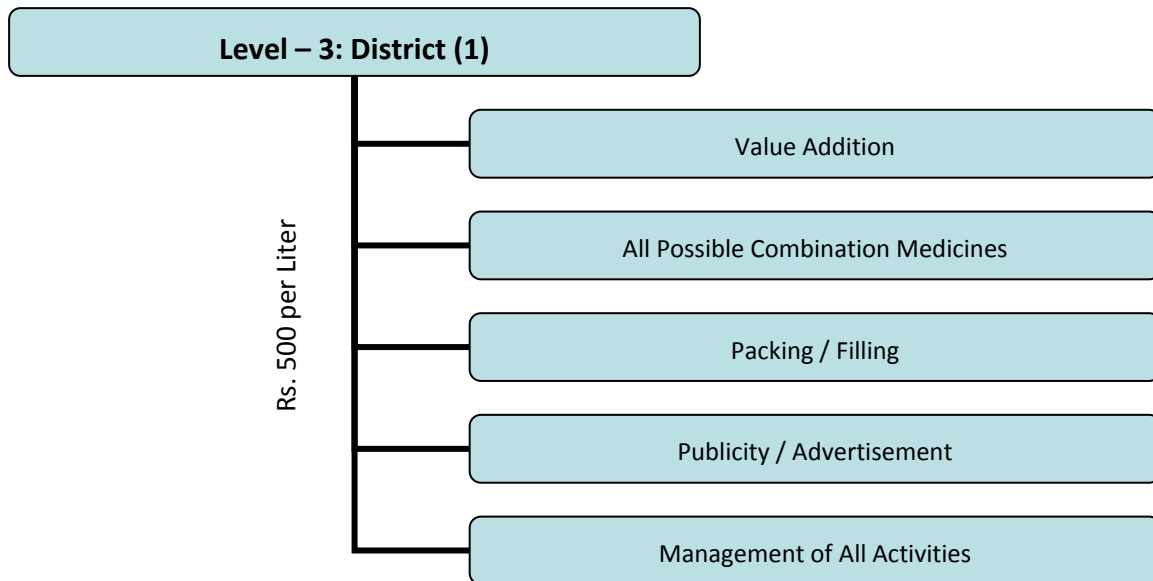 Level – 3: District (1)
Value Addition
All Possible Combination Medicines
Rs. 500 per Liter
Packing / Filling
Publicity / Advertisement
Management of All Activities